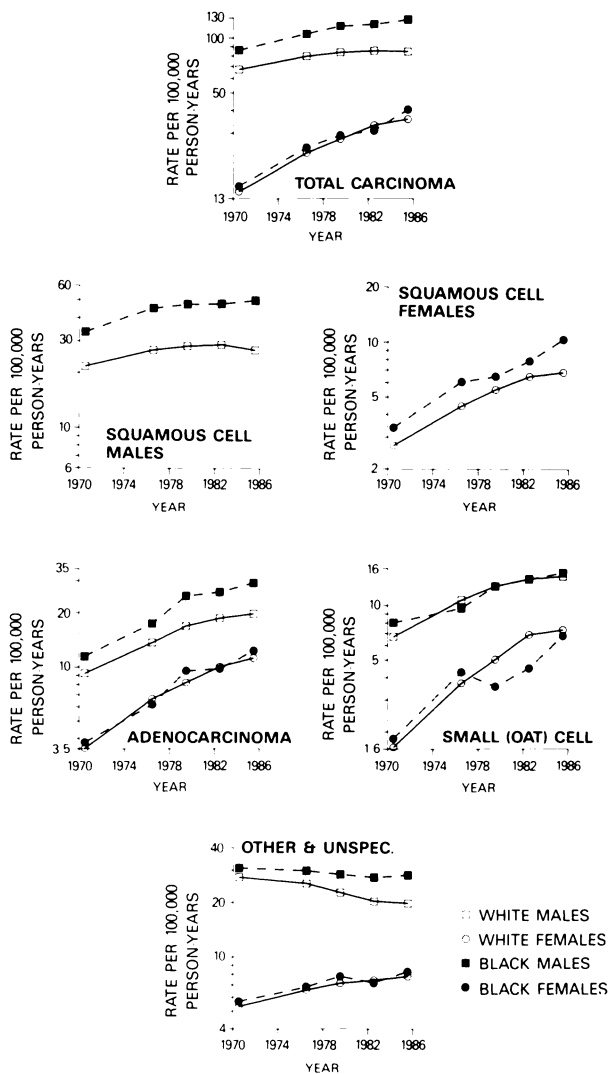 130
100
50
13
RATE PER 100,000
PERSON-YEARS
TOTAL CARCINOMA
1970 1974 1978 1982 1986
YEAR
60
30
10
6
RATE PER 100,000
PERSON-YEARS
SQUAMOUS CELL
MALES
1970 1974 1978 1982 1986
YEAR
20
10
5
2
RATE PER 100,000
PERSON-YEARS
SQUAMOUS CELL
FEMALES
1970 1974 1978 1982 1986
YEAR
35
20
10
3.5
RATE PER 100,000
PERSON-YEARS
ADENOCARCINOMA
1970 1974 1978 1982 1986
YEAR
16
10
5
1.6
RATE PER 100,000
PERSON-YEARS
SMALL (OAT) CELL
1970 1974 1978 1982 1986
YEAR
OTHER & UNSPEC.
40
20
10
4
RATE PER 100,000
PERSON-YEARS
1970 1974 1978 1982 1986
YEAR
WHITE MALES
WHITE FEMALES
BLACK MALES
BLACK FEMALES